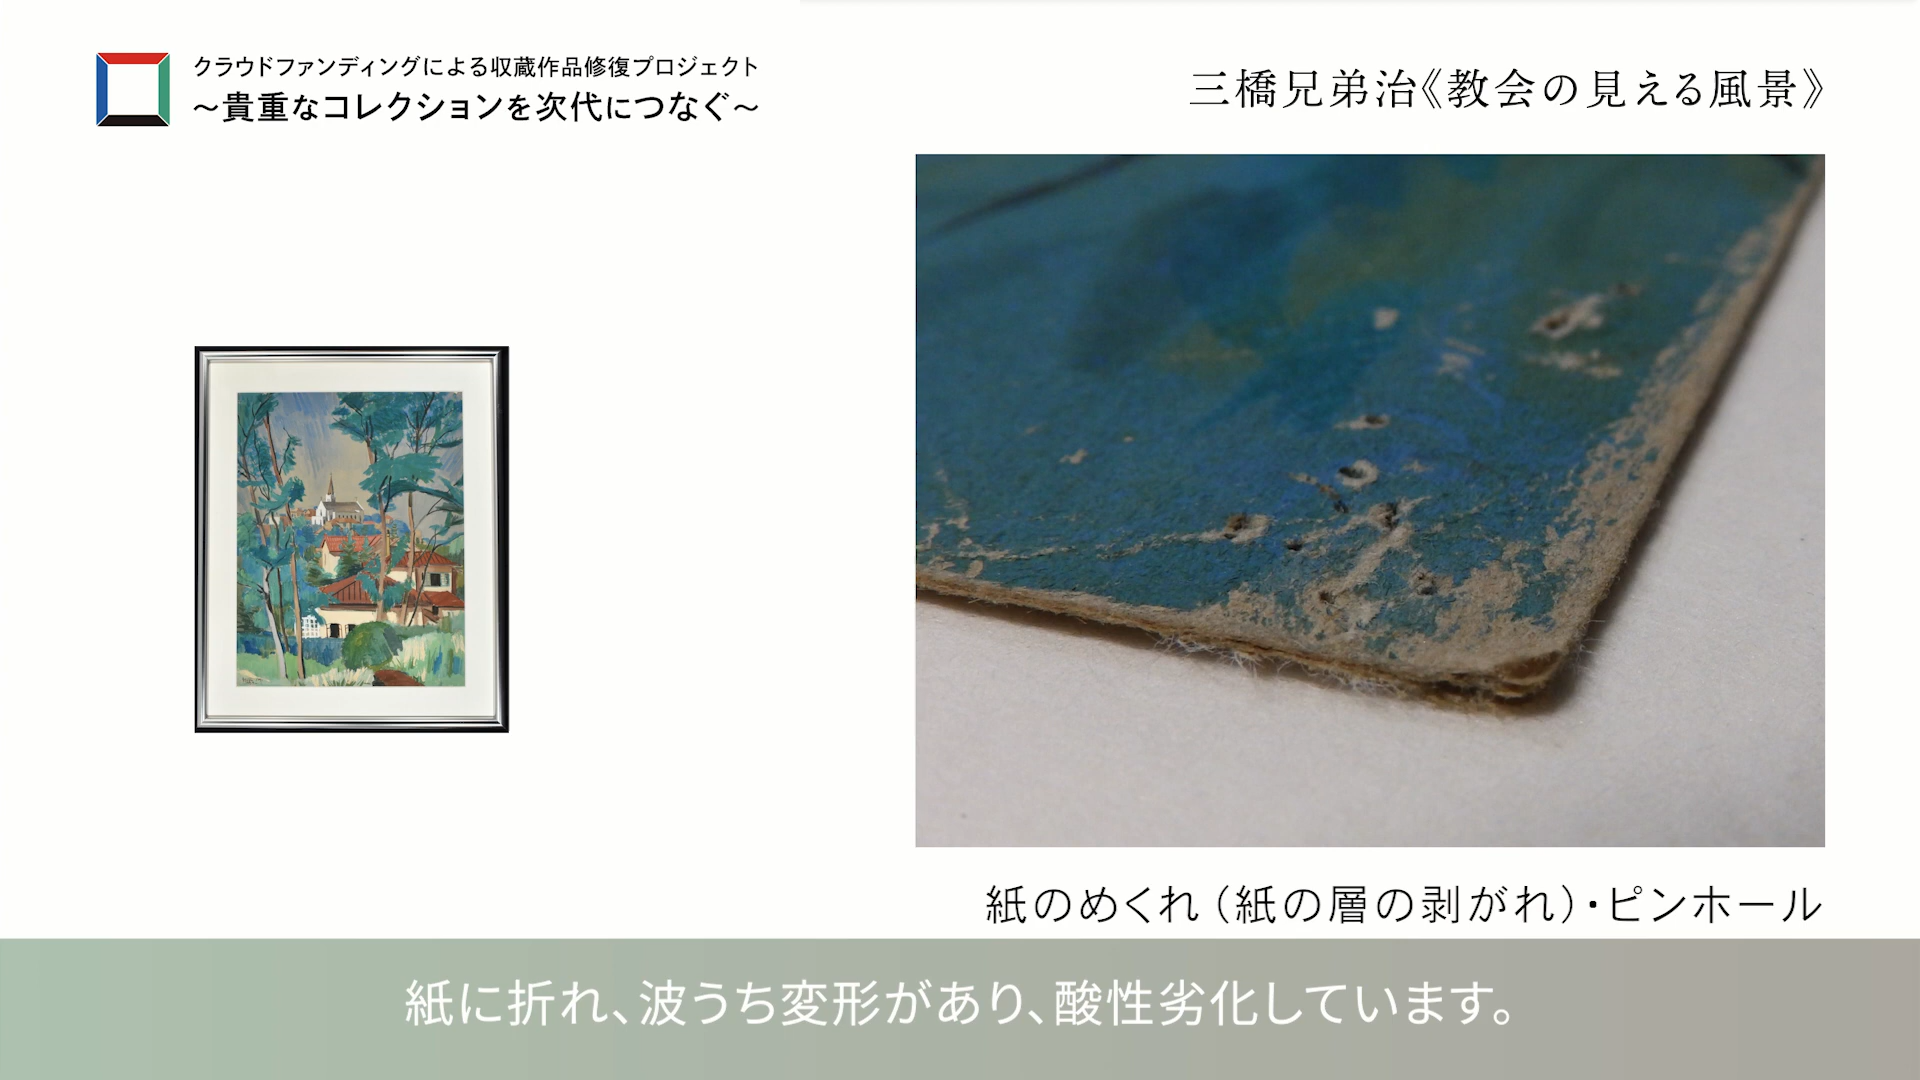 クラウドファンディングによる収蔵作品修復プロジェクト
～貴重なコレクションを次代につなぐ～
三橋兄弟治《教会の見える風景》
紙のめくれ（紙の層の剥がれ）・ピンホール
紙に折れ、波うち変形があり、酸性劣化しています。